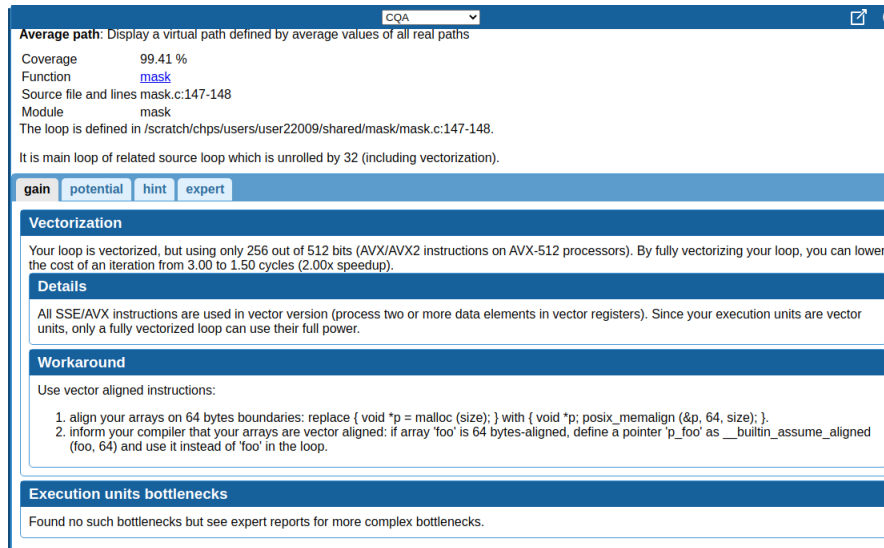 CQA
Average path: Display a virtual path defined by average values of all real paths
Coverage 99.41 %
Function mask
Source file and lines mask.c:147-148
Module mask
The loop is defined in /scratch/chps/users/user22009/shared/mask/mask.c:147-148.
It is main loop of related source loop which is unrolled by 32 (including vectorization).
gain potential hint expert
Vectorization
Your loop is vectorized, but using only 256 out of 512 bits (AVX/AVX2 instructions on AVX-512 processors). By fully vectorizing your loop, you can lower
the cost of an iteration from 3.00 to 1.50 cycles (2.00x speedup).
Details
All SSE/AVX instructions are used in vector version (process two or more data elements in vector registers). Since your execution units are vector
units, only a fully vectorized loop can use their full power.
Workaround
Use vector aligned instructions:
1. align your arrays on 64 bytes boundaries: replace { void *p = malloc (size); } with { void *p; posix_memalign (&p, 64, size); }.
2. inform your compiler that your arrays are vector aligned: if array 'foo' is 64 bytes-aligned, define a pointer 'p_foo' as __builtin_assume_aligned
(foo, 64) and use it instead of 'foo' in the loop.
Execution units bottlenecks
Found no such bottlenecks but see expert reports for more complex bottlenecks.